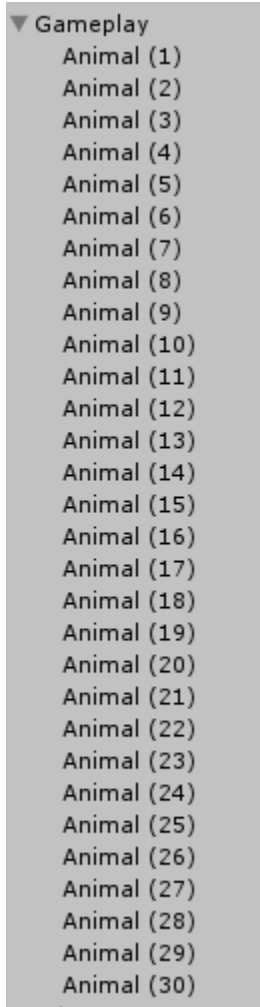 Gameplay
Animal (1)
Animal (2)
Animal (3)
Animal (4)
Animal (5)
Animal (6)
Animal (7)
Animal (8)
Animal (9)
Animal (10)
Animal (11)
Animal (12)
Animal (13)
Animal (14)
Animal (15)
Animal (16)
Animal (17)
Animal (18)
Animal (19)
Animal (20)
Animal (21)
Animal (22)
Animal (23)
Animal (24)
Animal (25)
Animal (26)
Animal (27)
Animal (28)
Animal (29)
Animal (30)